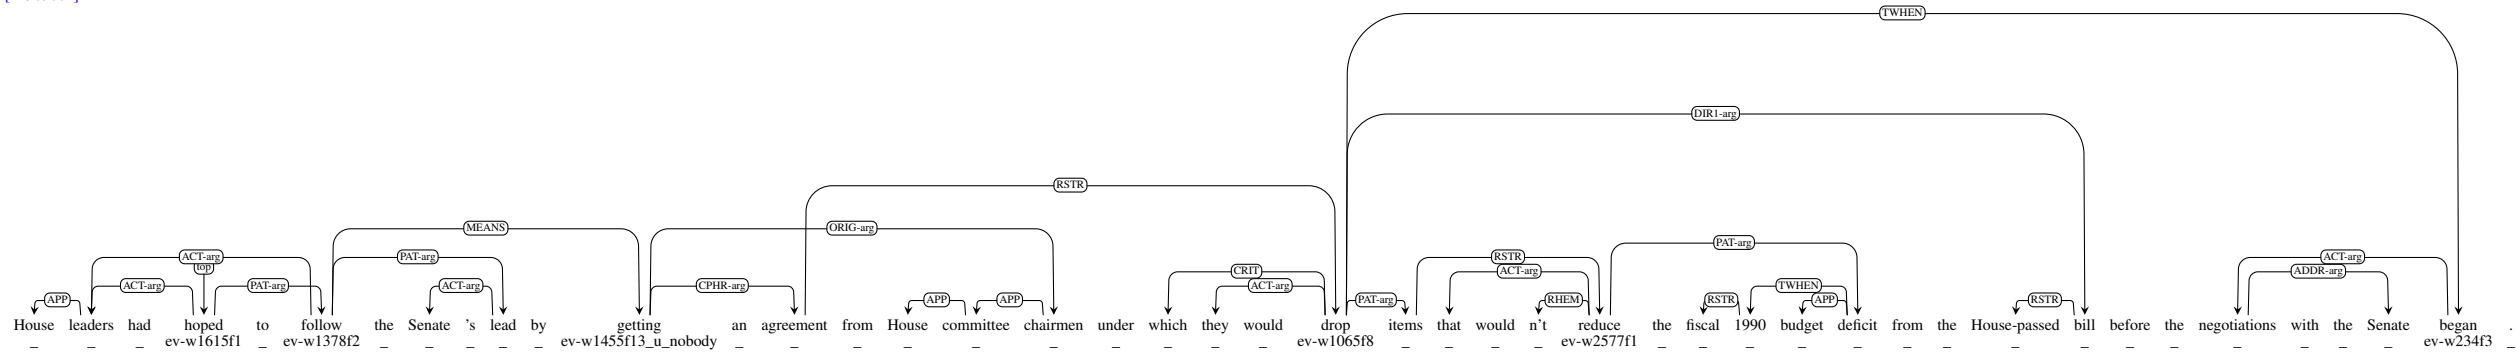 TWHEN
DIR1-arg
RSTR
MEANS ORIG-arg
PAT-arg
ACT-arg PAT-arg RSTR ACT-arg
top CRIT ACT-arg ADDR-arg
ACT-arg PAT-arg ACT-arg CPHR-arg ACT-arg TWHEN
APP APP APP PAT-arg RHEM RSTR APP RSTR
House leaders had hoped to follow the Senate 's lead by getting an agreement from House committee chairmen under which they would drop items that would n't reduce the fiscal 1990 budget deficit from the House-passed bill before the negotiations with the Senate began .
_ _ _ ev-w1615f1 _ ev-w1378f2 _ _ _ _ _ ev-w1455f13_u_nobody _ _ _ _ _ _ _ _ _ _ ev-w1065f8 _ _ _ _ ev-w2577f1 _ _ _ _ _ _ _ _ _ _ _ _ _ _ _ ev-w234f3 _